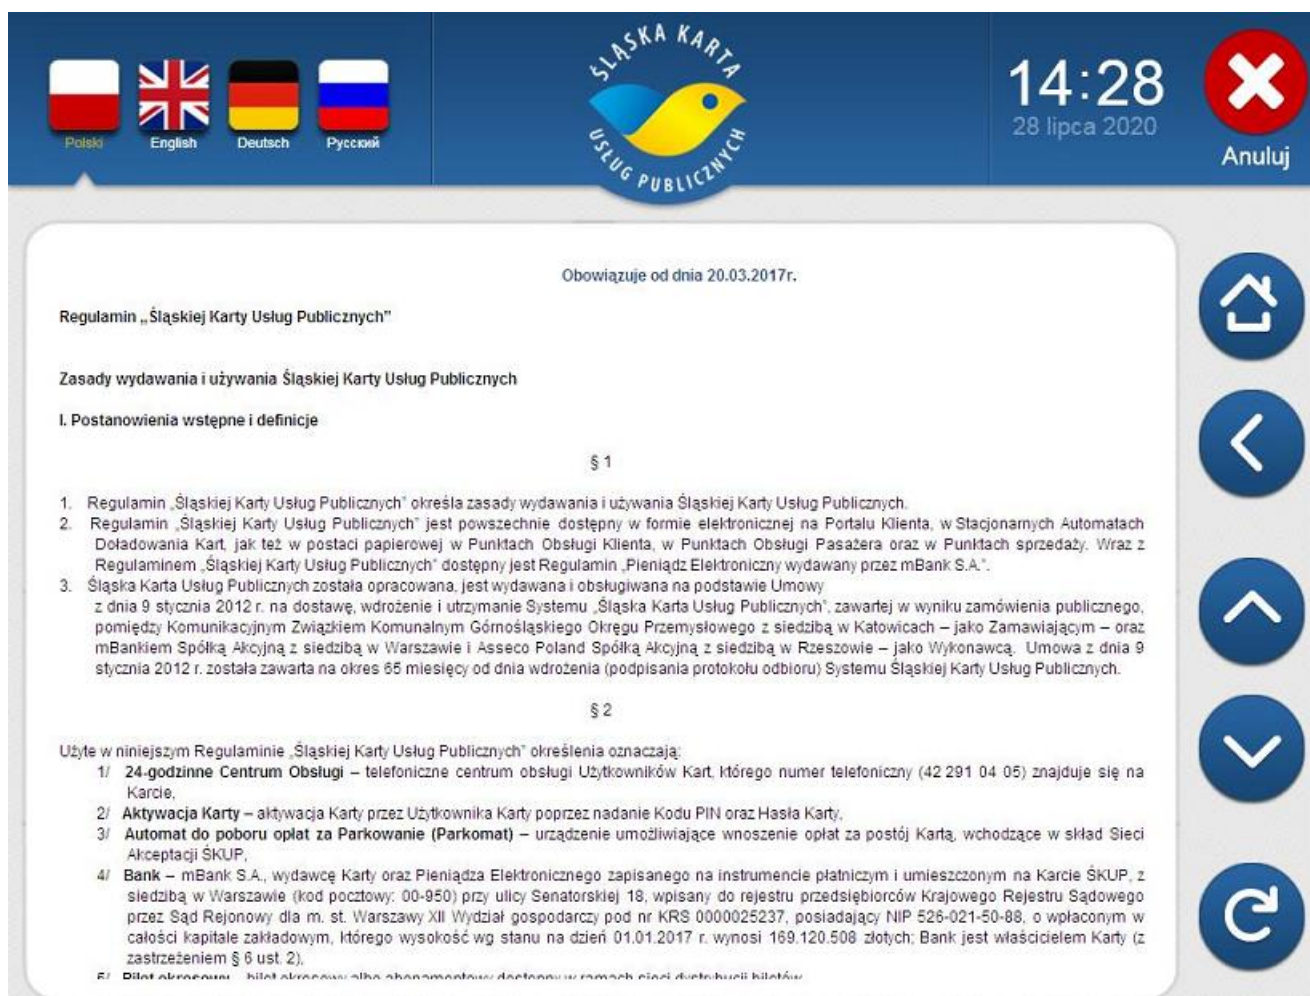 Polski English Deutsch Русский
ŚLĄSKA KARTA
USŁUG PUBLICZNYCH
14:28
28 lipca 2020
Anuluj
Obowiązuje od dnia 20.03.2017r.
Regulamin „Śląskiej Karty Usług Publicznych”
Zasady wydawania i używania Śląskiej Karty Usług Publicznych
I. Postanowienia wstępne i definicje
§ 1
1. Regulamin „Śląskiej Karty Usług Publicznych” określa zasady wydawania i używania Śląskiej Karty Usług Publicznych.
2. Regulamin „Śląskiej Karty Usług Publicznych” jest powszechnie dostępny w formie elektronicznej na Portalu Klienta, w Stacjonarnych Automatach
Doładowania Kart, jak też w postaci papierowej w Punktach Obsługi Klienta, w Punktach Obsługi Pasażera oraz w Punktach sprzedaży. Wraz z
Regulaminem „Śląskiej Karty Usług Publicznych” dostępny jest Regulamin „Pieniądz Elektroniczny wydawany przez mBank S.A.”.
3. Śląska Karta Usług Publicznych została opracowana, jest wydawana i obsługiwana na podstawie Umowy
z dnia 9 stycznia 2012 r. na dostawę, wdrożenie i utrzymanie Systemu „Śląska Karta Usług Publicznych”, zawartej w wyniku zamówienia publicznego,
pomiędzy Komunikacyjnym Związkiem Komunalnym Górnośląskiego Okręgu Przemysłowego z siedzibą w Katowicach – jako Zamawiającym – oraz
mBankiem Spółką Akcyjną z siedzibą w Warszawie i Asseco Poland Spółką Akcyjną z siedzibą w Rzeszowie – jako Wykonawcą. Umowa z dnia 9
stycznia 2012 r. została zawarta na okres 65 miesięcy od dnia wdrożenia (podpisania protokołu odbioru) Systemu Śląskiej Karty Usług Publicznych.
§ 2
Użyte w niniejszym Regulaminie „Śląskiej Karty Usług Publicznych” określenia oznaczają:
1/ 24-godzinne Centrum Obsługi – telefoniczne centrum obsługi Użytkowników Kart, którego numer telefoniczny (42 291 04 05) znajduje się na
Karcie,
2/ Aktywacja Karty – aktywacja Karty przez Użytkownika Karty poprzez nadanie Kodu PIN oraz Hasła Karty,
3/ Automat do poboru opłat za Parkowanie (Parkomat) – urządzenie umożliwiające wnoszenie opłat za postój Kartą, wchodzące w skład Sieci
Akceptacji ŚKUP,
4/ Bank – mBank S.A., wydawcę Karty oraz Pieniądza Elektronicznego zapisanego na instrumencie płatniczym i umieszczonym na Karcie ŚKUP, z
siedzibą w Warszawie (kod pocztowy: 00-950) przy ulicy Senatorskiej 18, wpisany do rejestru przedsiębiorców Krajowego Rejestru Sądowego
przez Sąd Rejonowy dla m. st. Warszawy XII Wydział gospodarczy pod nr KRS 0000025237, posiadający NIP 526-021-50-88, o wpłaconym w
całości kapitale zakładowym, którego wysokość wg stanu na dzień 01.01.2017 r. wynosi 169.120.508 złotych; Bank jest właścicielem Karty (z
zastrzeżeniem § 6 ust. 2),
5/ Bilet okresowy – bilet okresowy albo abonamentowy dostępny w ramach sieci dystrybucji biletów